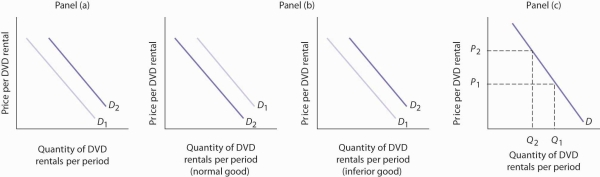 Panel (a)
Price per DVD rental
D₂
D₁
Quantity of DVD
rentals per period
Panel (b)
Price per DVD rental
D₁
D₂
Quantity of DVD
rentals per period
(normal good)
Price per DVD rental
D₂
D₁
Quantity of DVD
rentals per period
(inferior good)
Panel (c)
Price per DVD rental
P₂
P₁
D
Q₂ Q₁
Quantity of DVD
rentals per period